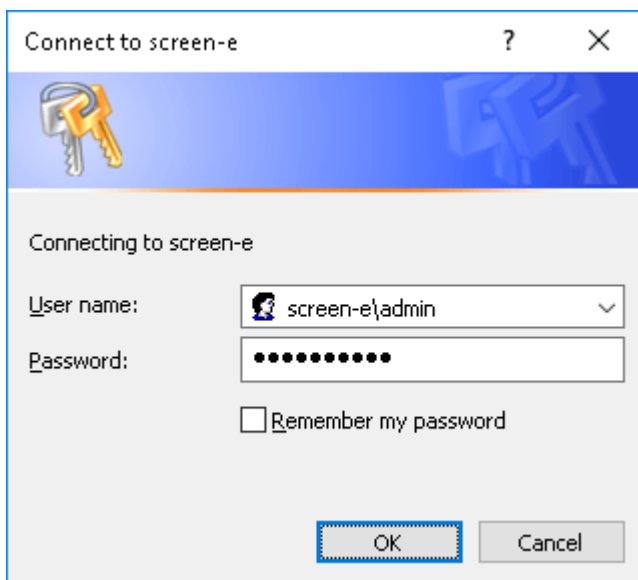 Connect to screen-e
Connecting to screen-e
User name: screen-e\admin
Password: ●●●●●●●●●●
Remember my password
OK Cancel